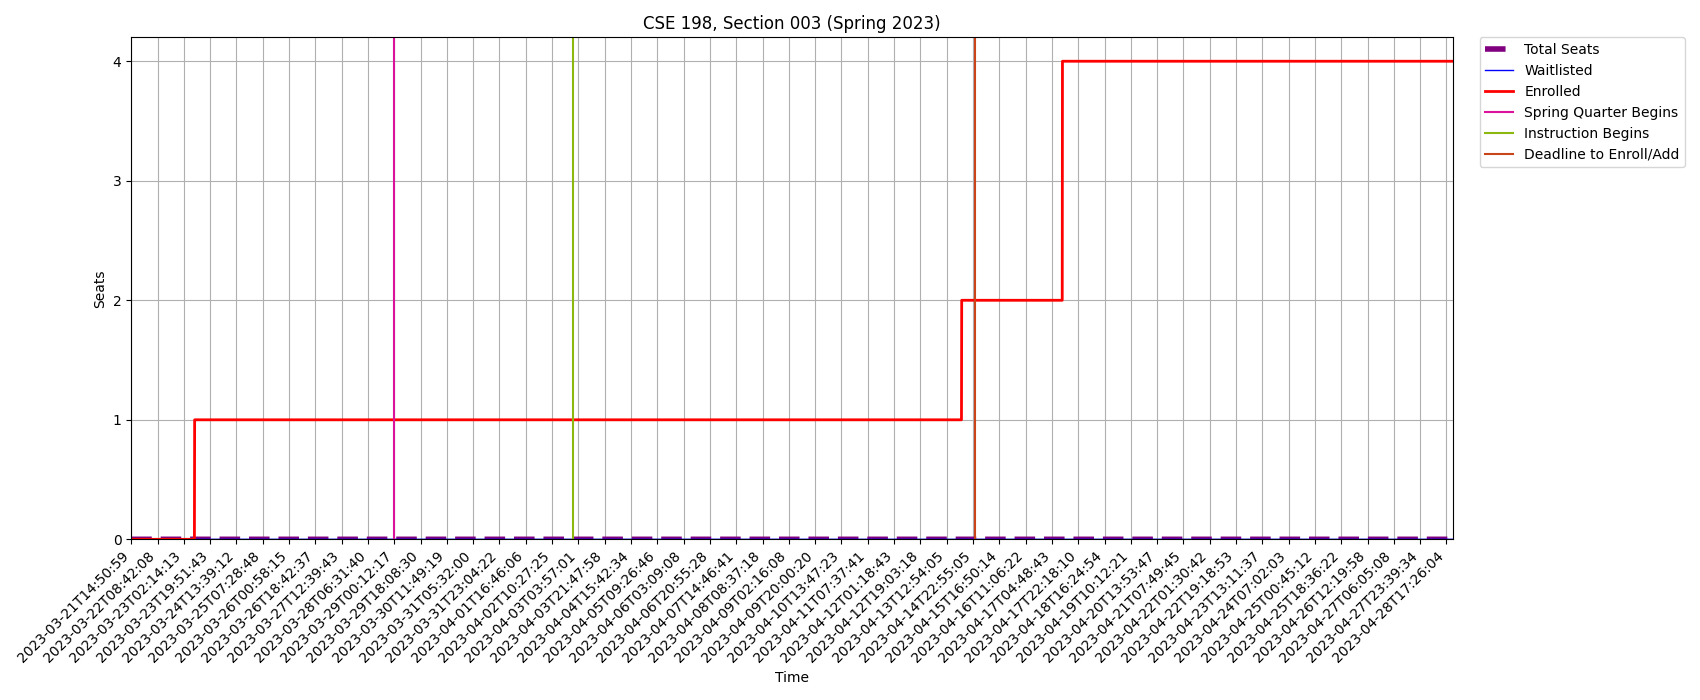 CSE 198, Section 003 (Spring 2023)
Total Seats
Waitlisted
Enrolled
Spring Quarter Begins
Instruction Begins
Deadline to Enroll/Add
Seats
4
3
2
1
0
2023-03-21T14:50:59
2023-03-22T08:42:08
2023-03-23T02:14:13
2023-03-23T19:51:43
2023-03-24T13:39:12
2023-03-25T07:28:48
2023-03-26T00:58:15
2023-03-26T18:42:37
2023-03-27T12:39:43
2023-03-28T06:31:40
2023-03-29T00:12:17
2023-03-29T18:08:30
2023-03-30T11:49:19
2023-03-31T05:32:00
2023-03-31T23:04:22
2023-04-01T16:46:06
2023-04-02T10:27:25
2023-04-03T03:57:01
2023-04-03T21:47:58
2023-04-04T15:42:34
2023-04-05T09:26:46
2023-04-06T03:09:08
2023-04-06T20:55:28
2023-04-07T14:46:41
2023-04-08T08:37:18
2023-04-09T02:16:08
2023-04-09T20:00:20
2023-04-10T13:47:23
2023-04-11T07:37:41
2023-04-12T01:18:43
2023-04-12T19:03:18
2023-04-13T12:54:05
2023-04-14T22:55:05
2023-04-15T16:50:14
2023-04-16T11:06:22
2023-04-17T04:48:43
2023-04-17T22:18:10
2023-04-18T16:24:54
2023-04-19T10:12:21
2023-04-20T13:53:47
2023-04-21T07:49:45
2023-04-22T01:30:42
2023-04-22T19:18:53
2023-04-23T13:11:37
2023-04-24T07:02:03
2023-04-25T00:45:12
2023-04-25T18:36:22
2023-04-26T12:19:58
2023-04-27T06:05:08
2023-04-27T23:39:34
2023-04-28T17:26:04
Time